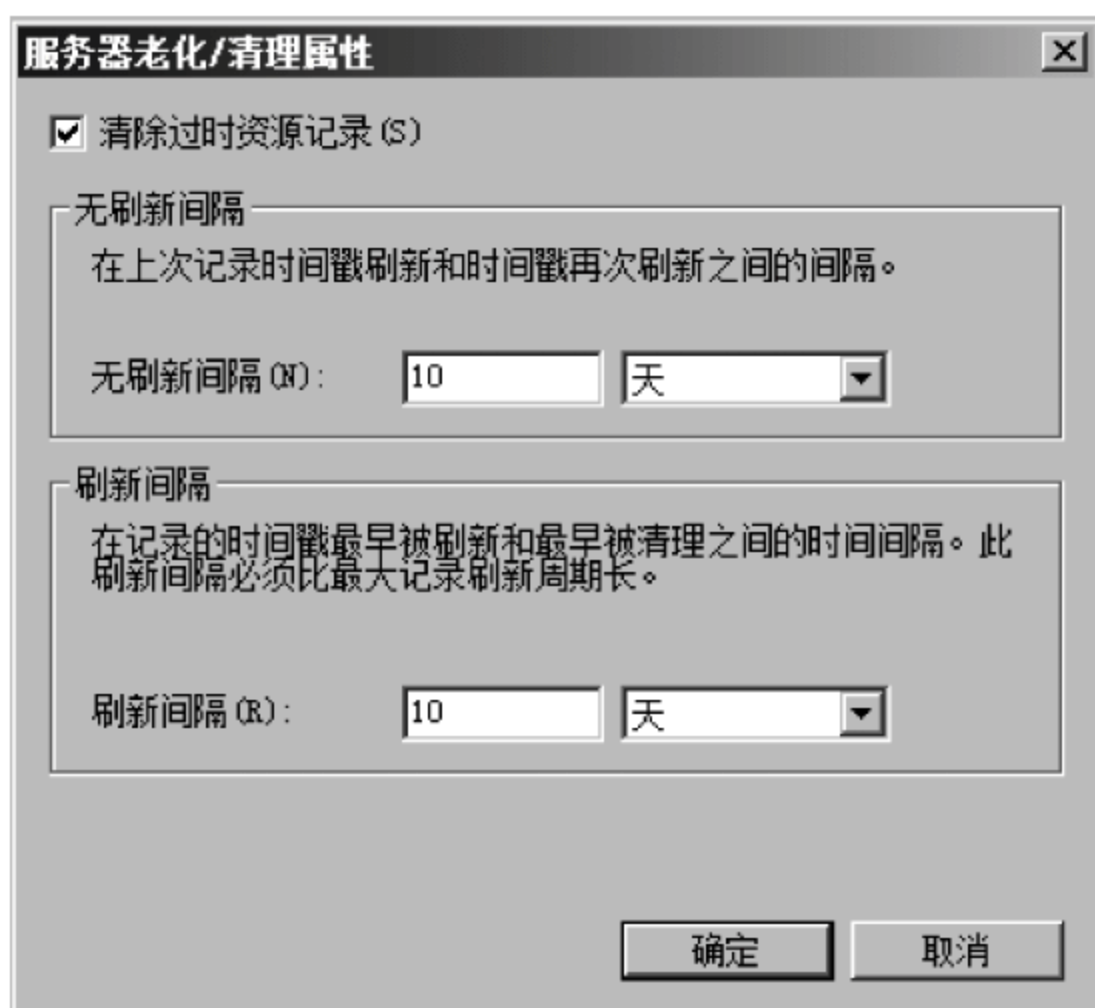 服务器老化/清理属性
清除过时资源记录(S)
无刷新间隔
在上次记录时间戳刷新和时间戳再次刷新之间的间隔。
无刷新间隔(N): 10 天
刷新间隔
在记录的时间戳最早被刷新和最早被清理之间的时间间隔。此
刷新间隔必须比最大记录刷新周期长。
刷新间隔(R): 10 天
确定 取消